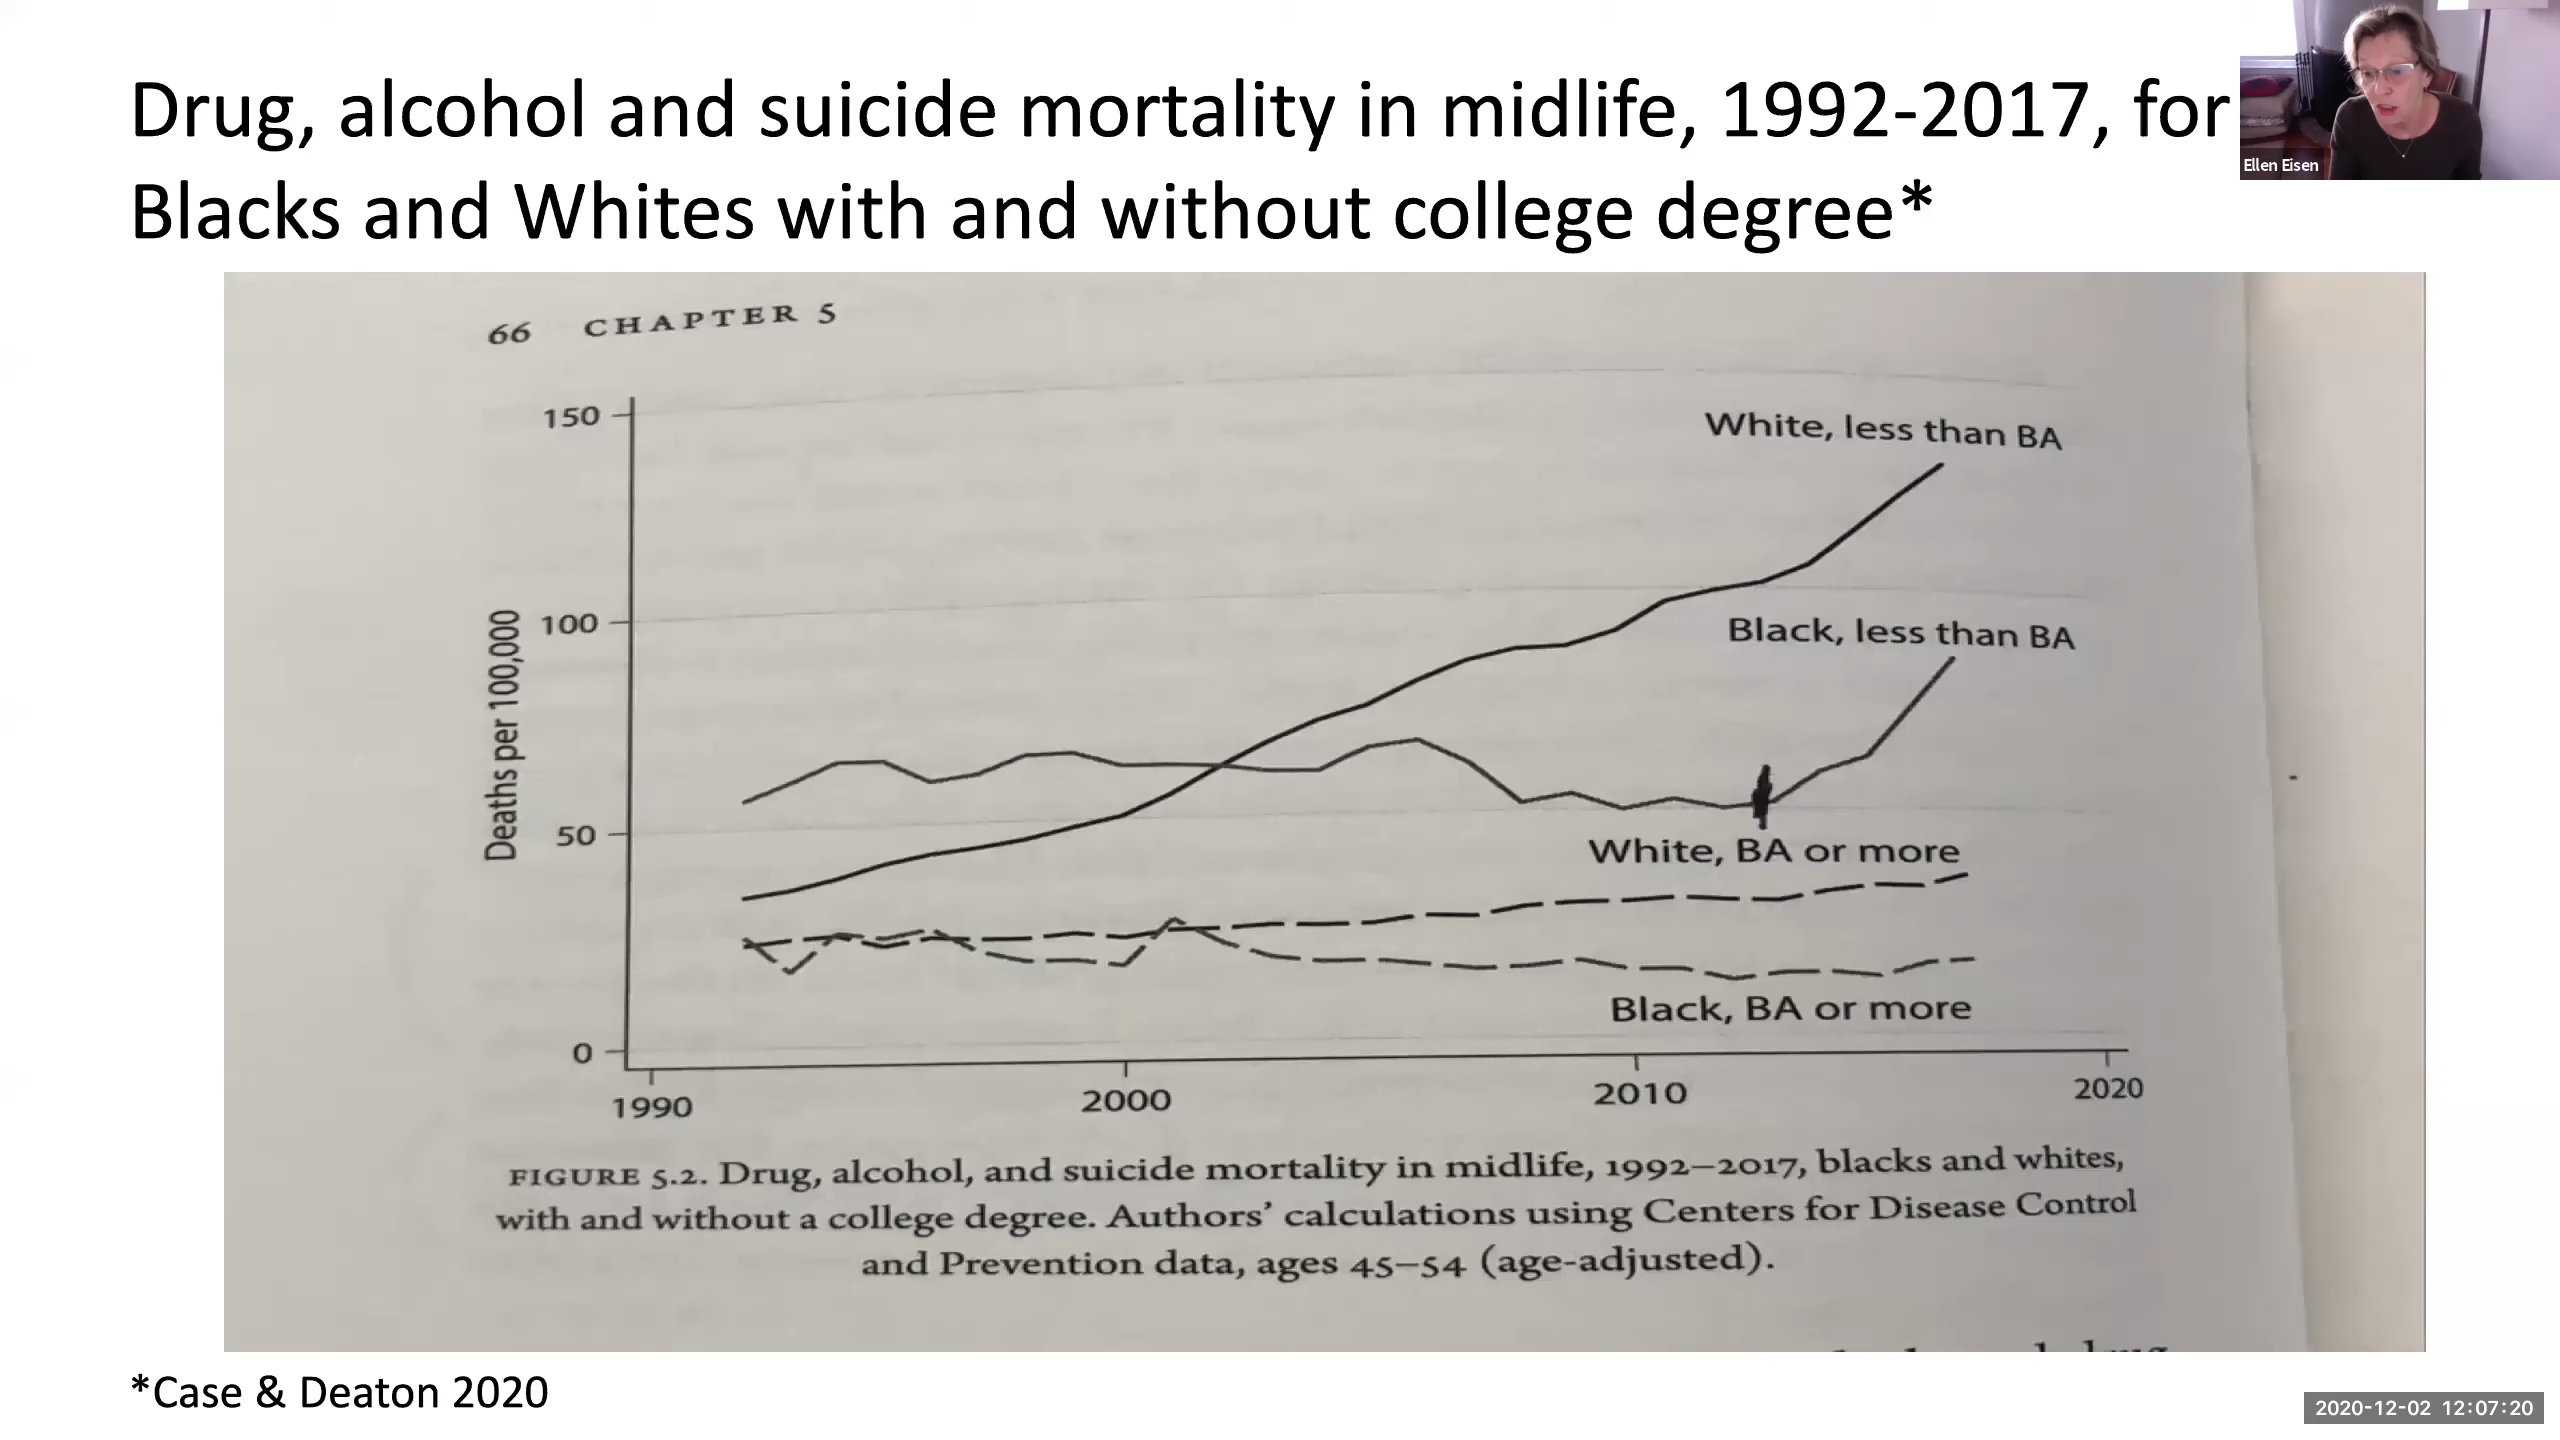 Drug, alcohol and suicide mortality in midlife, 1992-2017, for
Blacks and Whites with and without college degree*
Ellen Eisen
66 CHAPTER 5
150
100
50
0
Deaths per 100,000
White, less than BA
Black, less than BA
White, BA or more
Black, BA or more
1990
2000
2010
2020
FIGURE 5.2. Drug, alcohol, and suicide mortality in midlife, 1992–2017, blacks and whites,
with and without a college degree. Authors’ calculations using Centers for Disease Control
and Prevention data, ages 45–54 (age-adjusted).
*Case & Deaton 2020
2020-12-02 12:07:20